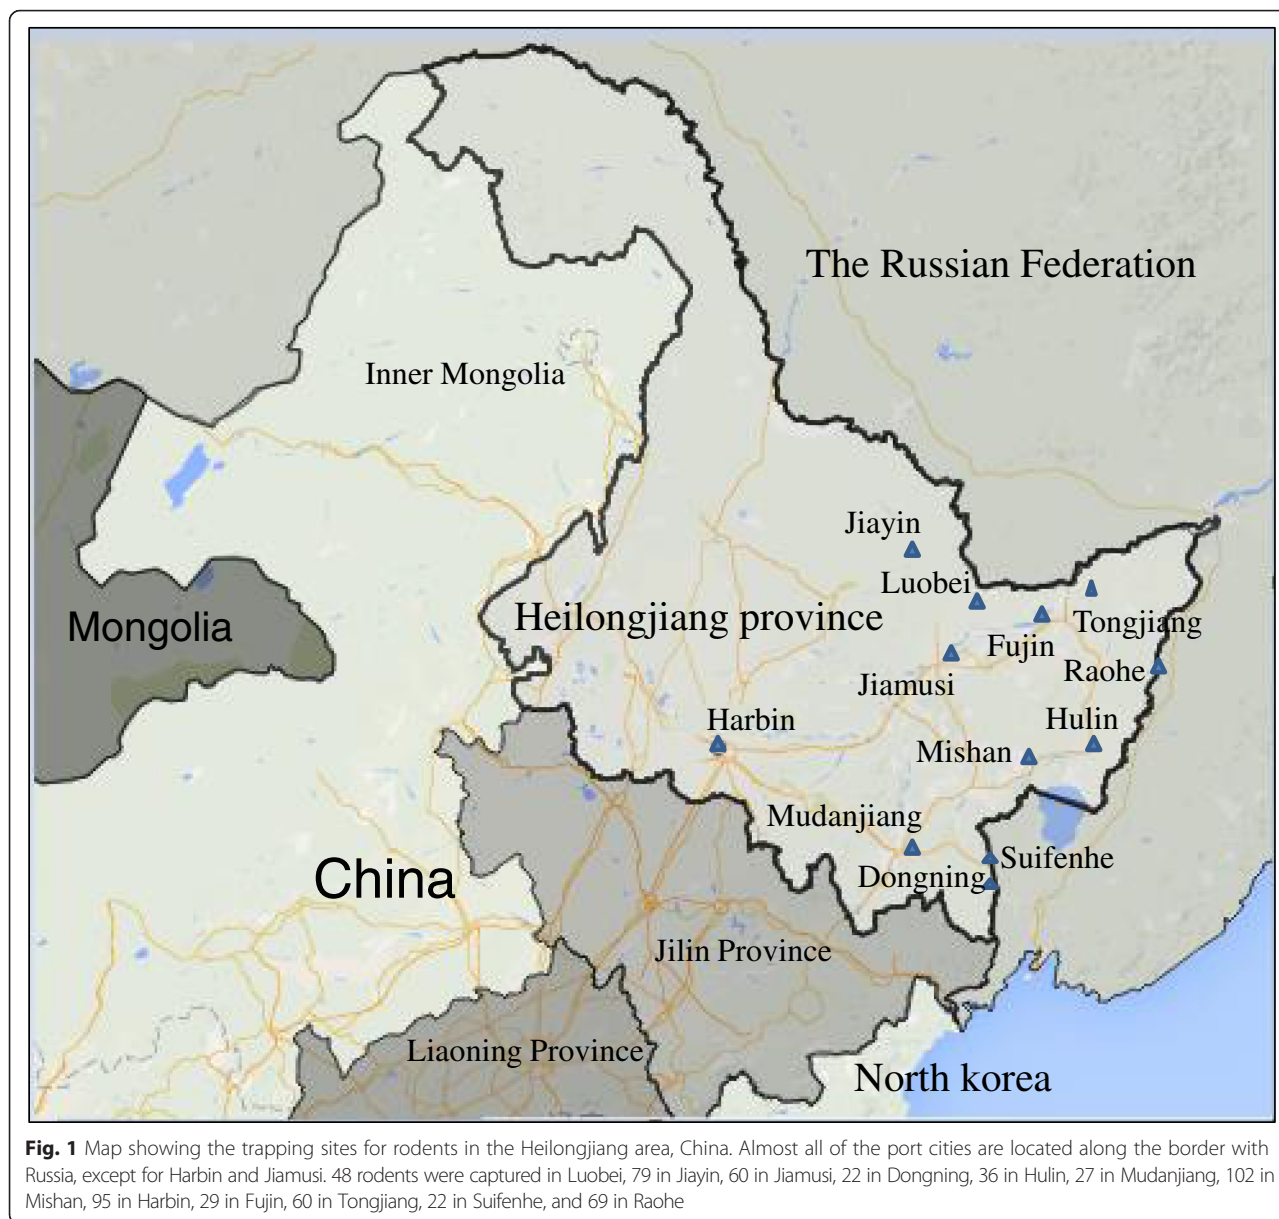 The Russian Federation
Inner Mongolia
Jiayin
Luobei
Heilongjiang province
Mongolia
Tongjiang
Fujin
Raohe
Jiamusi
Harbin
Hulin
Mishan
Mudanjiang
Suifenhe
China
Dongning
Jilin Province
Liaoning Province
North korea
Fig. 1 Map showing the trapping sites for rodents in the Heilongjiang area, China. Almost all of the port cities are located along the border with
Russia, except for Harbin and Jiamusi. 48 rodents were captured in Luobei, 79 in Jiayin, 60 in Jiamusi, 22 in Dongning, 36 in Hulin, 27 in Mudanjiang, 102 in
Mishan, 95 in Harbin, 29 in Fujin, 60 in Tongjiang, 22 in Suifenhe, and 69 in Raohe